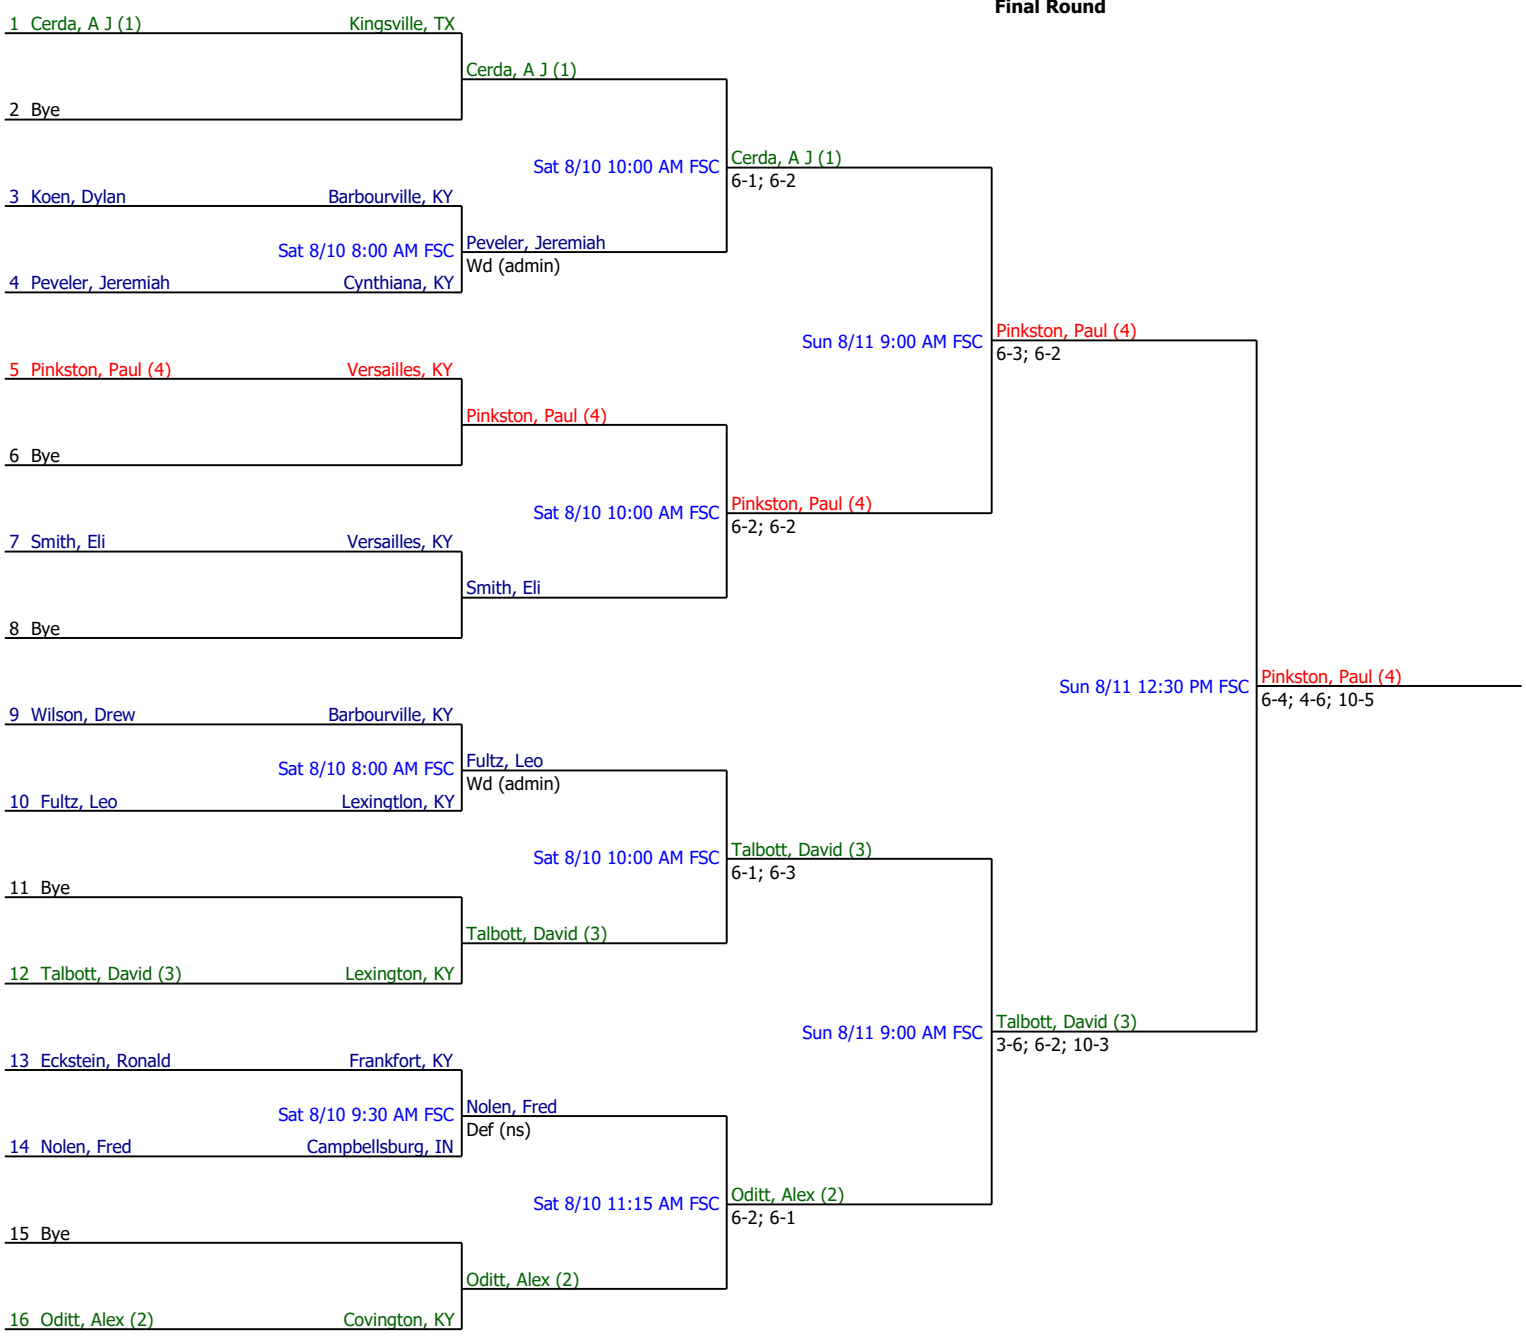 Final Round
1 Cerda, A J (1) Kingsville, TX
Cerda, A J (1)
2 Bye
Sat 8/10 10:00 AM FSC
Cerda, A J (1)
6-1; 6-2
3 Koen, Dylan Barbourville, KY
Sat 8/10 8:00 AM FSC
Peveler, Jeremiah
Wd (admin)
4 Peveler, Jeremiah Cynthiana, KY
Sun 8/11 9:00 AM FSC
Pinkston, Paul (4)
6-3; 6-2
5 Pinkston, Paul (4) Versailles, KY
Pinkston, Paul (4)
6 Bye
Sat 8/10 10:00 AM FSC
Pinkston, Paul (4)
6-2; 6-2
7 Smith, Eli Versailles, KY
Smith, Eli
8 Bye
Sun 8/11 12:30 PM FSC
Pinkston, Paul (4)
6-4; 4-6; 10-5
9 Wilson, Drew Barbourville, KY
Sat 8/10 8:00 AM FSC
Fultz, Leo
Wd (admin)
10 Fultz, Leo Lexingtlon, KY
Sat 8/10 10:00 AM FSC
Talbott, David (3)
6-1; 6-3
11 Bye
Talbott, David (3)
12 Talbott, David (3) Lexington, KY
Sun 8/11 9:00 AM FSC
Talbott, David (3)
3-6; 6-2; 10-3
13 Eckstein, Ronald Frankfort, KY
Sat 8/10 9:30 AM FSC
Nolen, Fred
Def (ns)
14 Nolen, Fred Campbellsburg, IN
Sat 8/10 11:15 AM FSC
Oditt, Alex (2)
6-2; 6-1
15 Bye
Oditt, Alex (2)
16 Oditt, Alex (2) Covington, KY